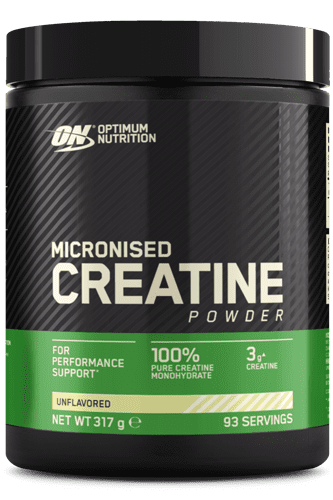 ON® OPTIMUM
NUTRITION
MICRONISED
CREATINE
POWDER
FOR
PERFORMANCE
SUPPORT*
100%
PURE CREATINE
MONOHYDRATE
3g*
CREATINE
UNFLAVORED
NET WT 317 g ℮
93 SERVINGS